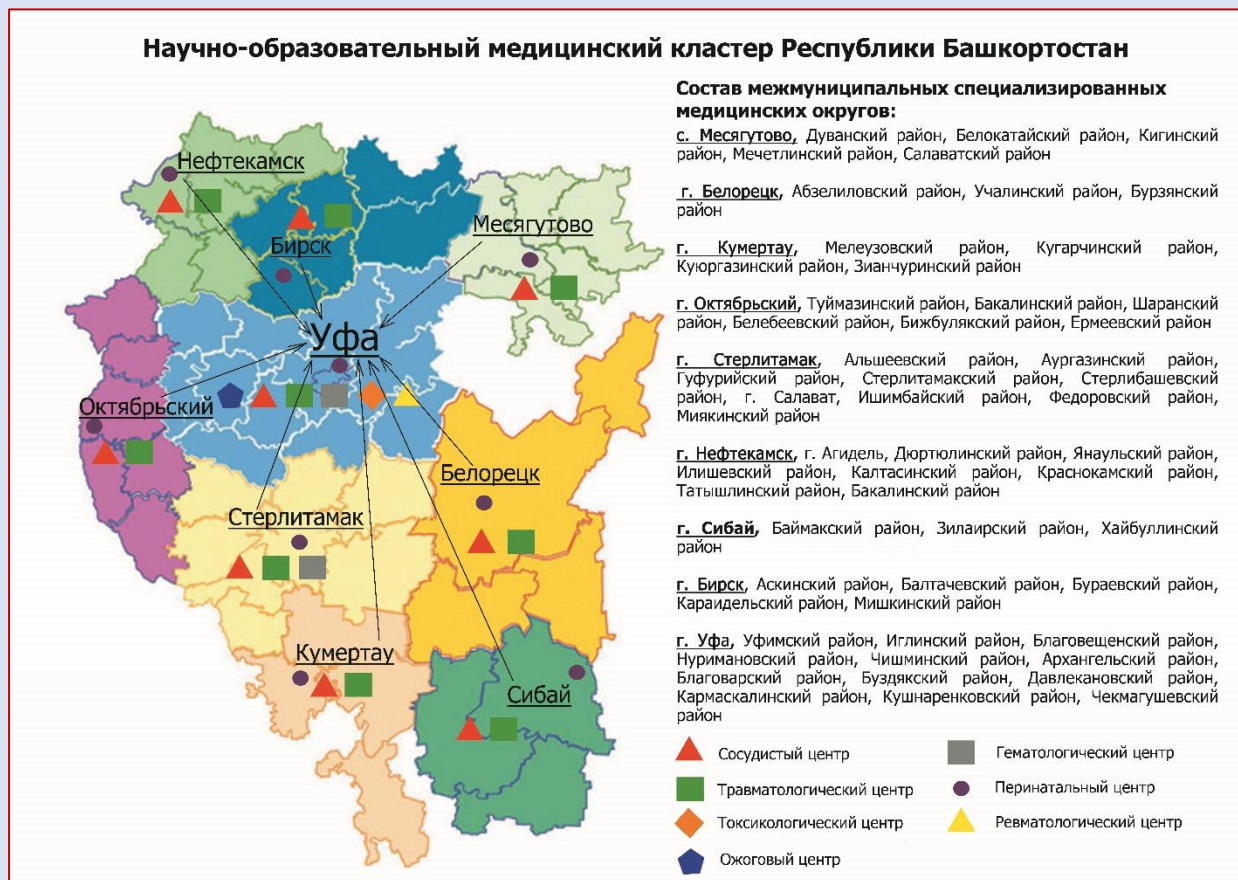 Научно-образовательный медицинский кластер Республики Башкортостан
Нефтекамск
Бирск
Месягутово
Уфа
Октябрьский
Белорецк
Стерлитамак
Кумертау
Сибай
Состав межмуниципальных специализированных
медицинских округов:
с. Месягутово, Дуванский район, Белокатайский район, Кигинский
район, Мечетлинский район, Салаватский район
г. Белорецк, Абзелиловский район, Учалинский район, Бурзянский
район
г. Кумертау, Мелеузовский район, Кугарчинский район,
Куюргазинский район, Зианчуринский район
г. Октябрьский, Туймазинский район, Бакалинский район, Шаранский
район, Белебеевский район, Бижбулякский район, Ермеевский район
г. Стерлитамак, Альшеевский район, Аургазинский район,
Гуфурийский район, Стерлитамакский район, Стерлибашевский
район, г. Салават, Ишимбайский район, Федоровский район,
Миякинский район
г. Нефтекамск, г. Агидель, Дюртюлинский район, Янаульский район,
Илишевский район, Калтасинский район, Краснокамский район,
Татышлинский район, Бакалинский район
г. Сибай, Баймакский район, Зилаирский район, Хайбуллинский
район
г. Бирск, Аскинский район, Балтачевский район, Бураевский район,
Караидельский район, Мишкинский район
г. Уфа, Уфимский район, Иглинский район, Благовещенский район,
Нуримановский район, Чишминский район, Архангельский район,
Благоварский район, Буздякский район, Давлекановский район,
Кармаскалинский район, Кушнаренковский район, Чекмагушевский
район
Сосудистый центр
Гематологический центр
Травматологический центр
Перинатальный центр
Токсикологический центр
Ревматологический центр
Ожоговый центр